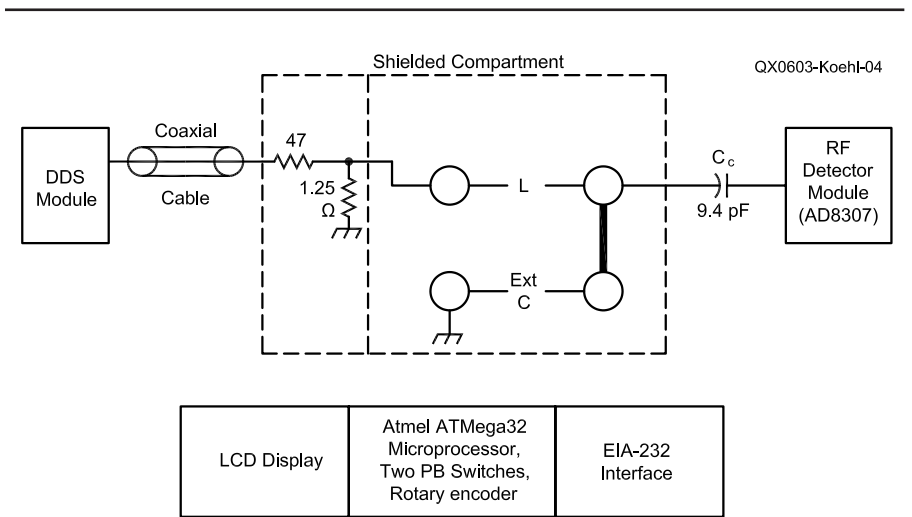 Shielded Compartment
QX0603-Koehl-04
DDS
Module
Coaxial
Cable
47
1.25
Ω
L
Ext
C
Cc
9.4 pF
RF
Detector
Module
(AD8307)
LCD Display
Atmel ATMega32
Microprocessor,
Two PB Switches,
Rotary encoder
EIA-232
Interface